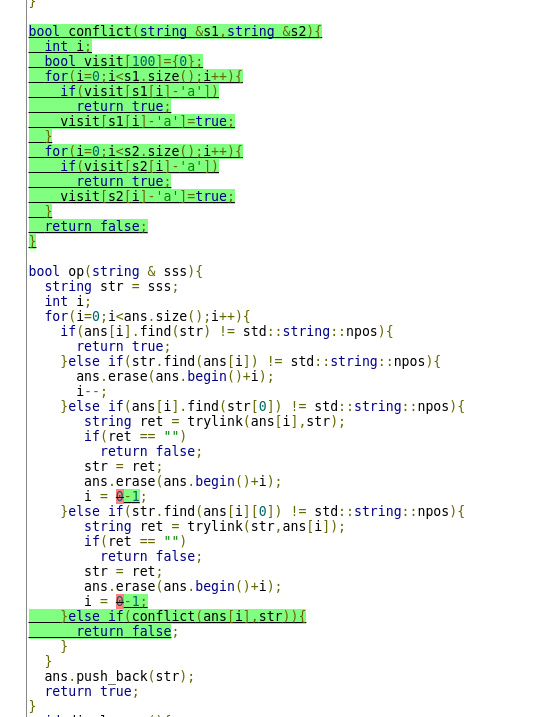 }
bool conflict(string &s1,string &s2){
  int i;
  bool visit[100]={0};
  for(i=0;i<s1.size();i++){
    if(visit[s1[i]-'a'])
      return true;
    visit[s1[i]-'a']=true;
  }
  for(i=0;i<s2.size();i++){
    if(visit[s2[i]-'a'])
      return true;
    visit[s2[i]-'a']=true;
  }
  return false;
}
bool op(string & sss){
  string str = sss;
  int i;
  for(i=0;i<ans.size();i++){
    if(ans[i].find(str) != std::string::npos){
      return true;
    }else if(str.find(ans[i]) != std::string::npos){
      ans.erase(ans.begin()+i);
      i--;
    }else if(ans[i].find(str[0]) != std::string::npos){
       string ret = trylink(ans[i],str);
       if(ret == "")
         return false;
       str = ret;
       ans.erase(ans.begin()+i);
       i = 0-1;
    }else if(str.find(ans[i][0]) != std::string::npos){
       string ret = trylink(str,ans[i]);
       if(ret == "")
         return false;
       str = ret;
       ans.erase(ans.begin()+i);
       i = 0-1;
    }else if(conflict(ans[i],str)){
      return false;
    }
  }
  ans.push_back(str);
  return true;
}